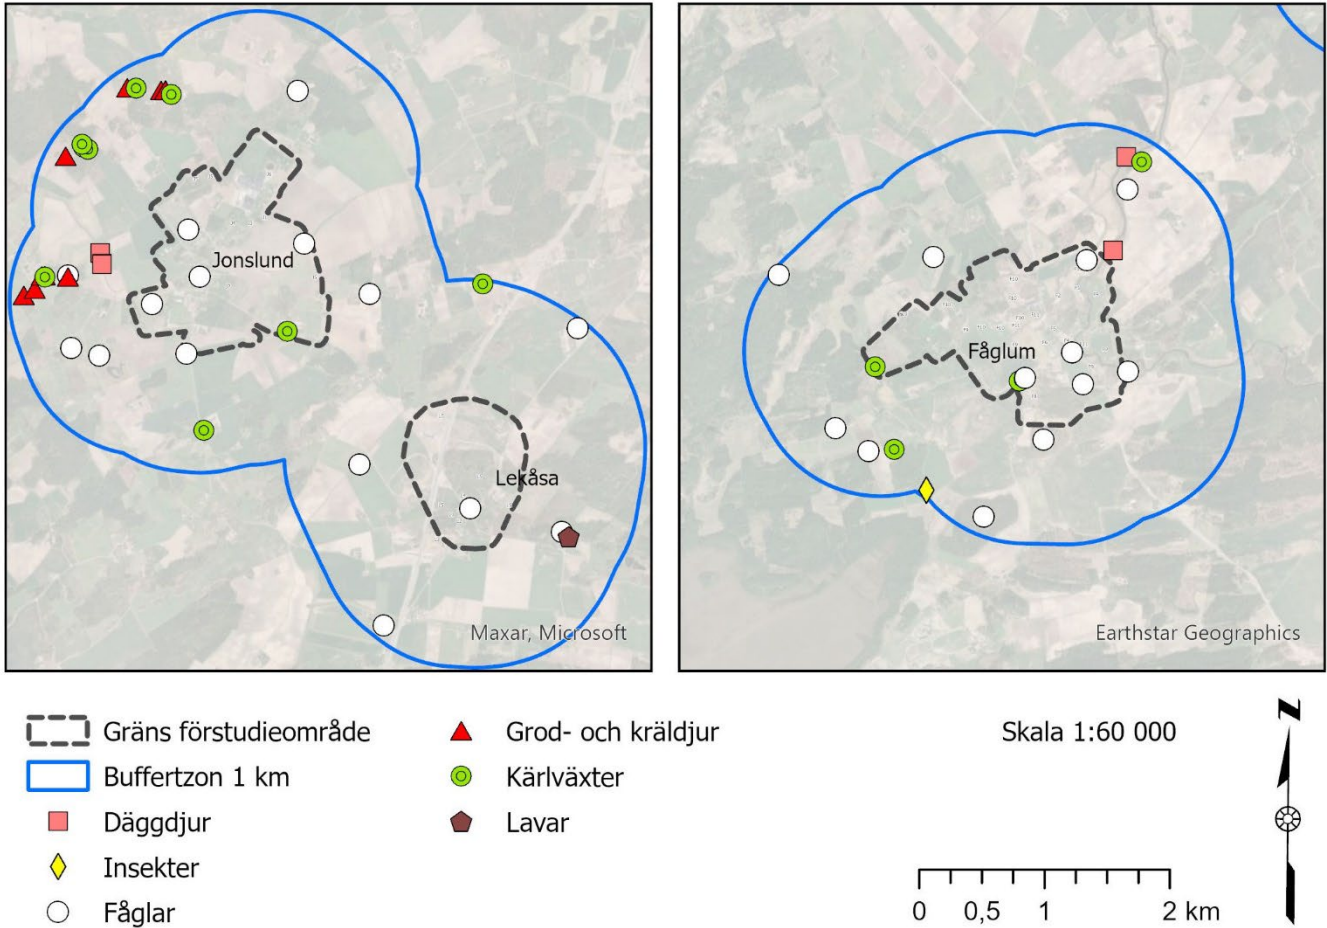 Jonslund
Lekåsa
Maxar, Microsoft
Fåglum
Earthstar Geographics
Gräns förstudieområde
Buffertzon 1 km
Däggdjur
Insekter
Fåglar
Grod- och kräldjur
Kärlväxter
Lavar
Skala 1:60 000
0 0,5 1 2 km
N